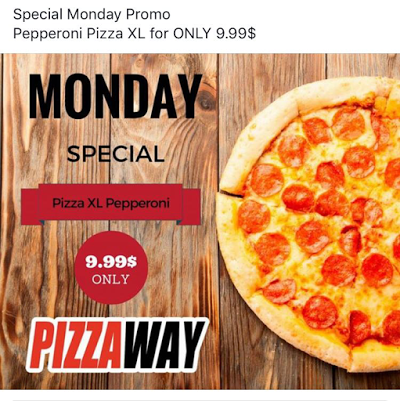 Special Monday Promo
Pepperoni Pizza XL for ONLY 9.99$
MONDAY
SPECIAL
Pizza XL Pepperoni
9.99$
ONLY
PIZZAWAY